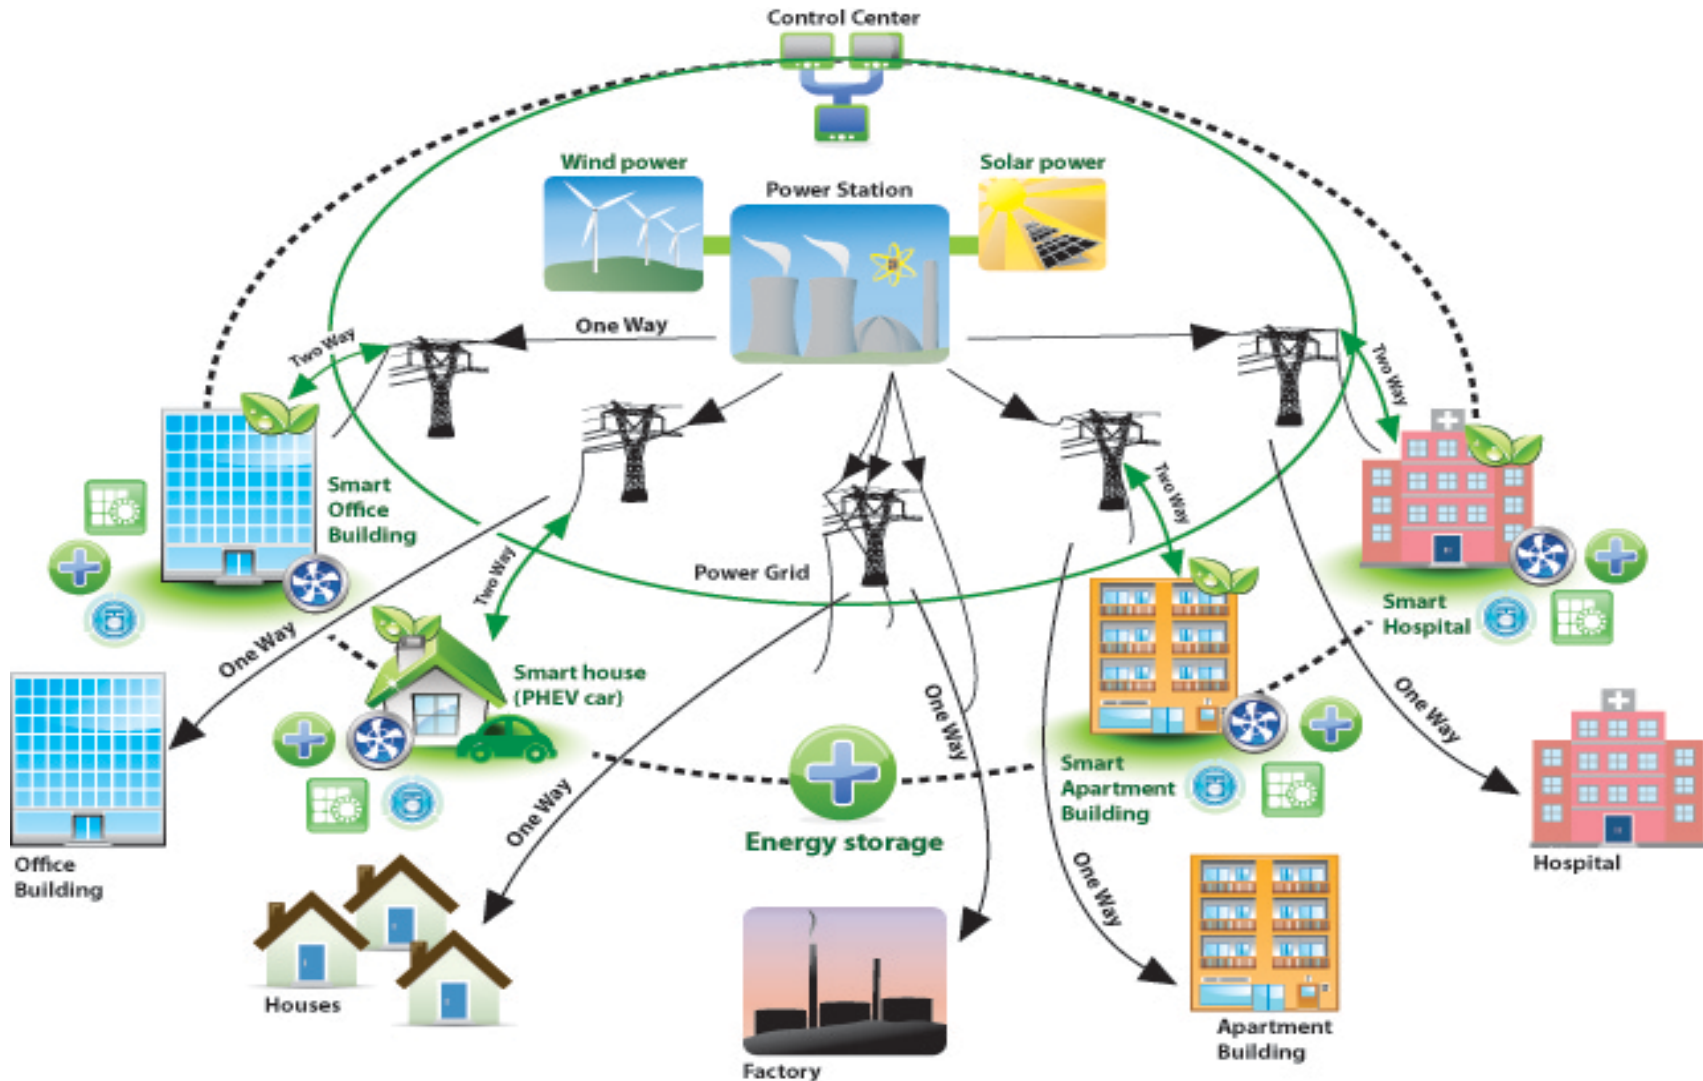 Control Center
Wind power
Solar power
Power Station
One Way
Two Way
Two Way
Smart
Office
Building
Two Way
Two Way
Power Grid
Smart
Hospital
One Way
Smart house
(PHEV car)
One Way
One Way
Smart
Apartment
Building
One Way
Energy storage
One Way
Office
Building
Hospital
Houses
Factory
Apartment
Building